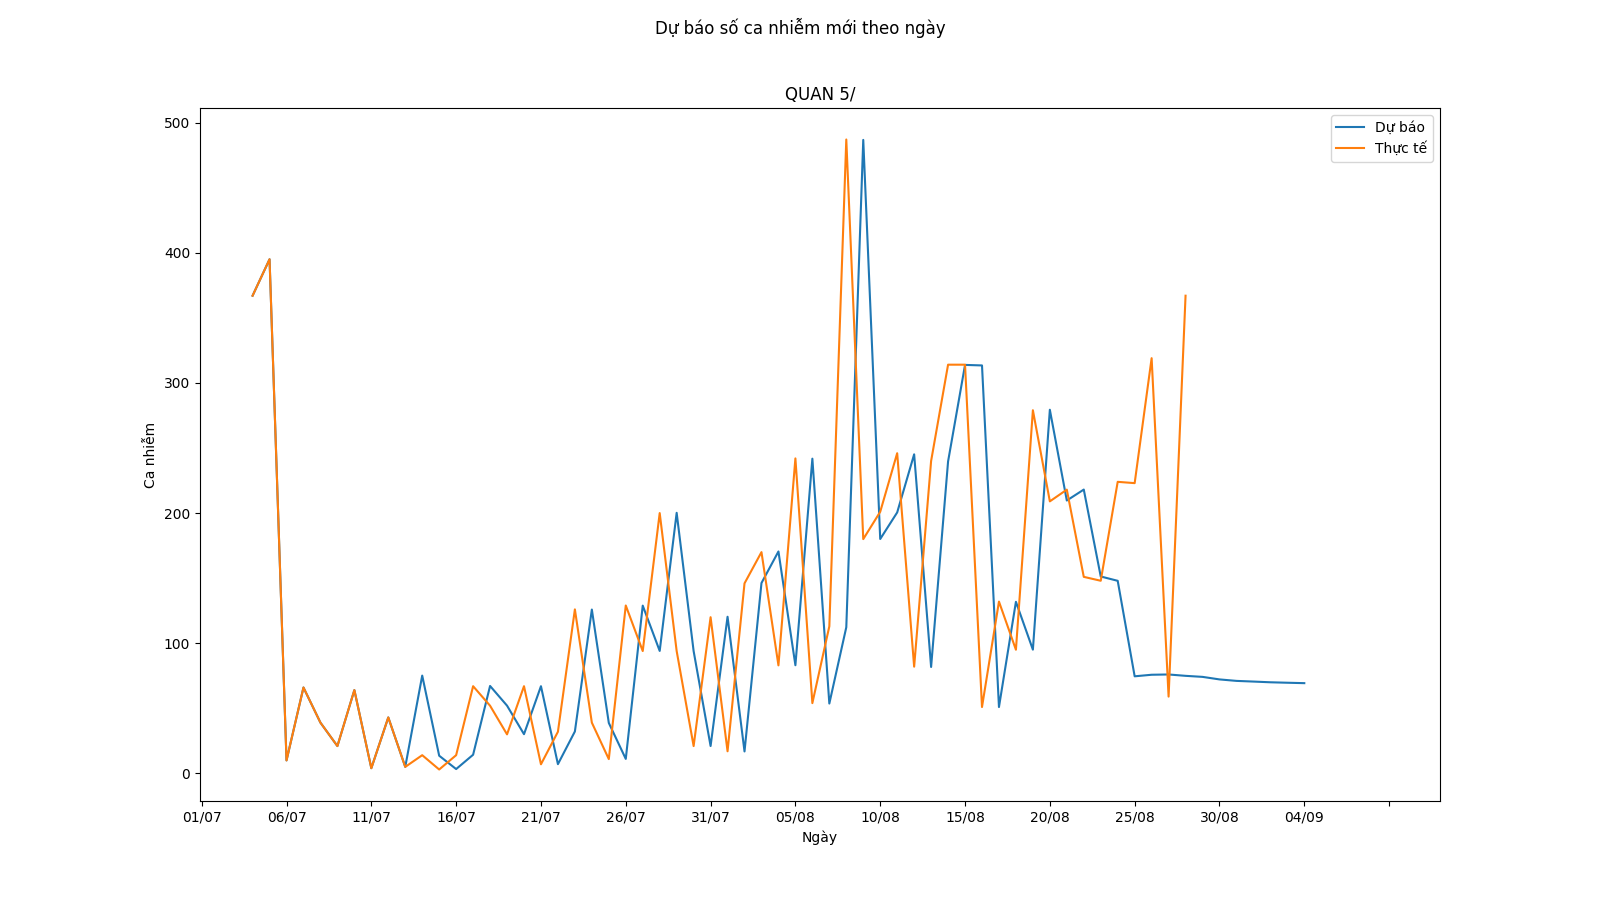 Dự báo số ca nhiễm mới theo ngày
QUAN 5/
Dự báo
Thực tế
500
400
300
200
100
0
Ca nhiễm
01/07 06/07 11/07 16/07 21/07 26/07 31/07 05/08 10/08 15/08 20/08 25/08 30/08 04/09
Ngày